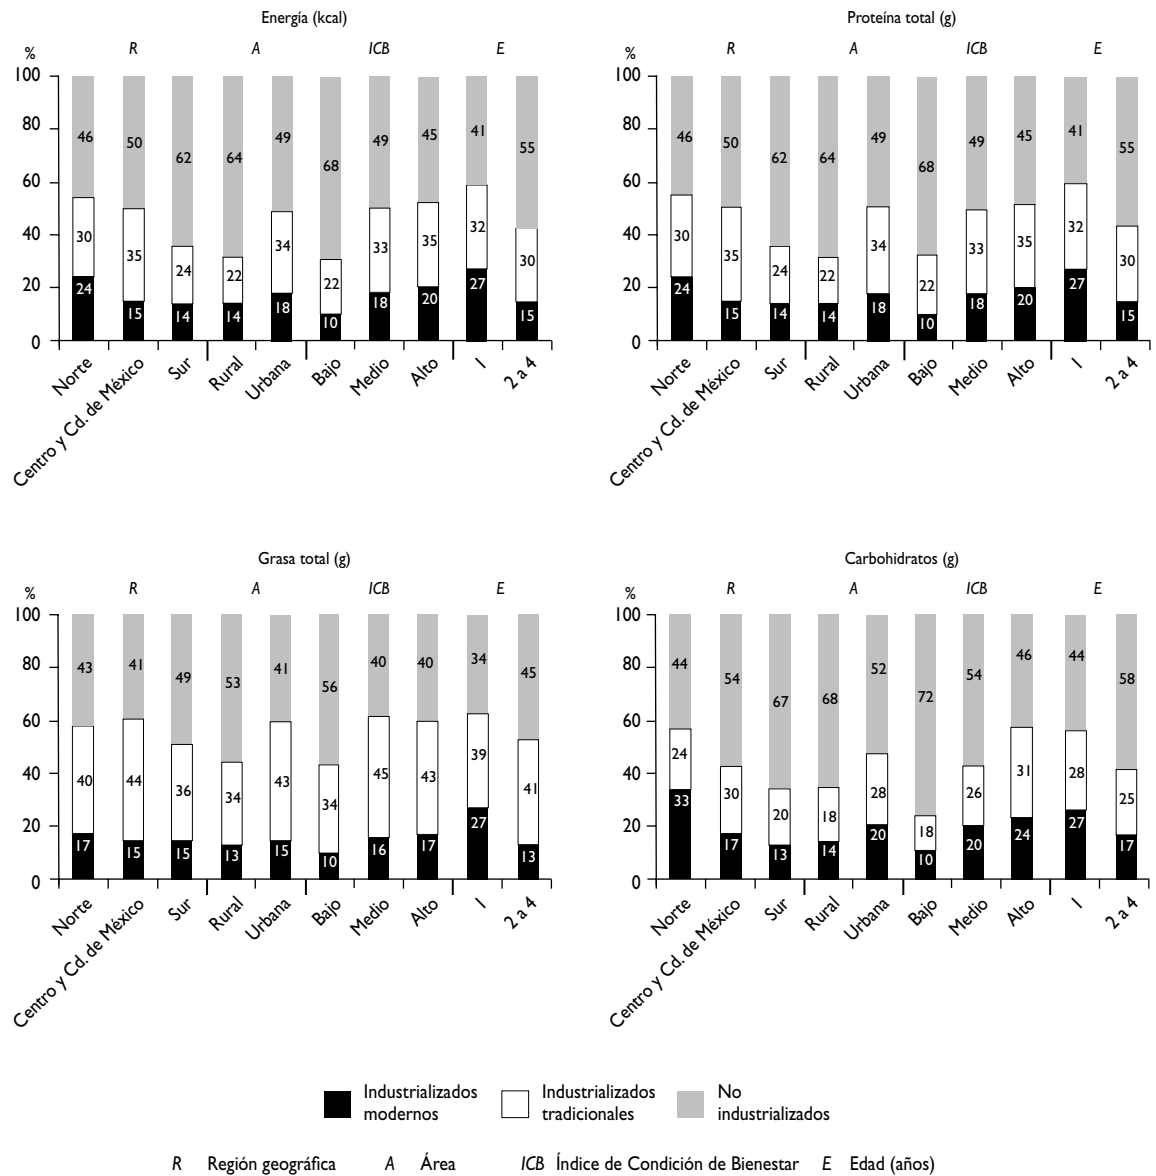 Energía (kcal)
R A ICB E
%
100
80
60
40
20
0
46 50 62 64 49 68 49 45 41 55
30 35 24 22 34 22 33 35 32 30
24 15 14 14 18 10 18 20 27 15
Norte
Centro y Cd. de México
Sur
Rural
Urbana
Bajo
Medio
Alto
1
2 a 4
Proteína total (g)
R A ICB E
%
100
80
60
40
20
0
46 50 62 64 49 68 49 45 41 55
30 35 24 22 34 22 33 35 32 30
24 15 14 14 18 10 18 20 27 15
Norte
Centro y Cd. de México
Sur
Rural
Urbana
Bajo
Medio
Alto
1
2 a 4
Grasa total (g)
R A ICB E
%
100
80
60
40
20
0
43 41 49 53 41 56 40 40 34 45
40 44 36 34 43 34 45 43 39 41
17 15 15 13 15 10 16 17 27 13
Norte
Centro y Cd. de México
Sur
Rural
Urbana
Bajo
Medio
Alto
1
2 a 4
Carbohidratos (g)
R A ICB E
%
100
80
60
40
20
0
44 54 67 68 52 72 54 46 44 58
24 30 20 18 28 18 26 31 28 25
33 17 13 14 20 10 20 24 27 17
Norte
Centro y Cd. de México
Sur
Rural
Urbana
Bajo
Medio
Alto
1
2 a 4
Industrializados
modernos
Industrializados
tradicionales
No
industrializados
R Región geográfica A Área ICB Índice de Condición de Bienestar E Edad (años)